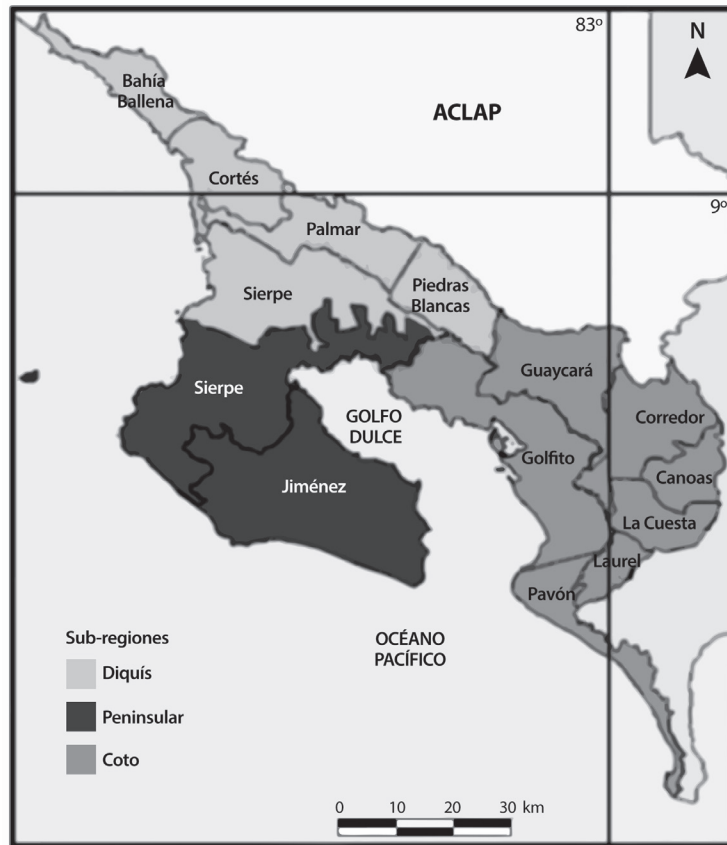 83º
N
Bahía
Ballena
ACLAP
Cortés
9º
Palmar
Piedras
Blancas
Sierpe
Guaycará
Sierpe
GOLFO
DULCE
Corredor
Golfito
Canoas
Jiménez
La Cuesta
Laurel
Pavón
OCÉANO
PACÍFICO
Sub-regiones
Diquís
Peninsular
Coto
0 10 20 30 km